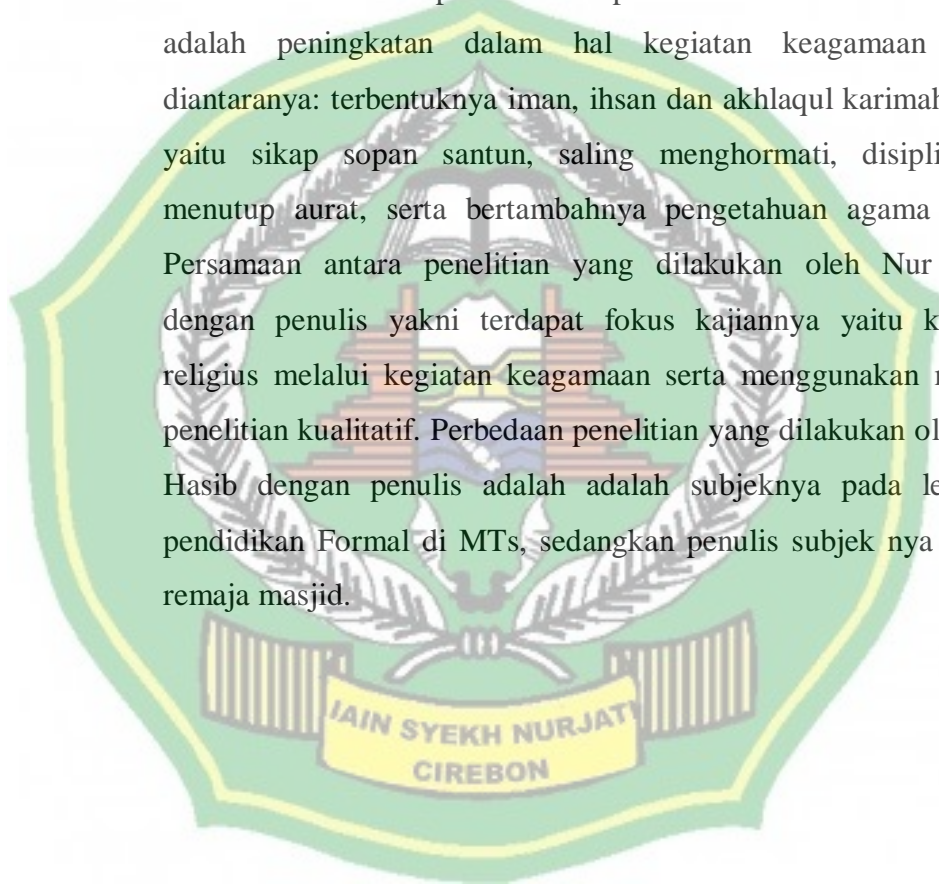 adalah peningkatan dalam hal kegiatan keagamaan
diantaranya: terbentuknya iman, ihsan dan akhlaqul karimah
yaitu sikap sopan santun, saling menghormati,
menutup aurat, serta bertambahnya pengetahuan agama
Persamaan antara penelitian yang dilakukan oleh Nur
dengan penulis yakni terdapat fokus kajiannya yaitu
religius melalui kegiatan keagamaan serta menggunakan
penelitian kualitatif. Perbedaan penelitian yang dilakukan
Hasib dengan penulis adalah adalah subjeknya pada
pendidikan Formal di MTs, sedangkan penulis subjek nya
remaja masjid.
IAIN SYEKH NURJATI
CIREBON